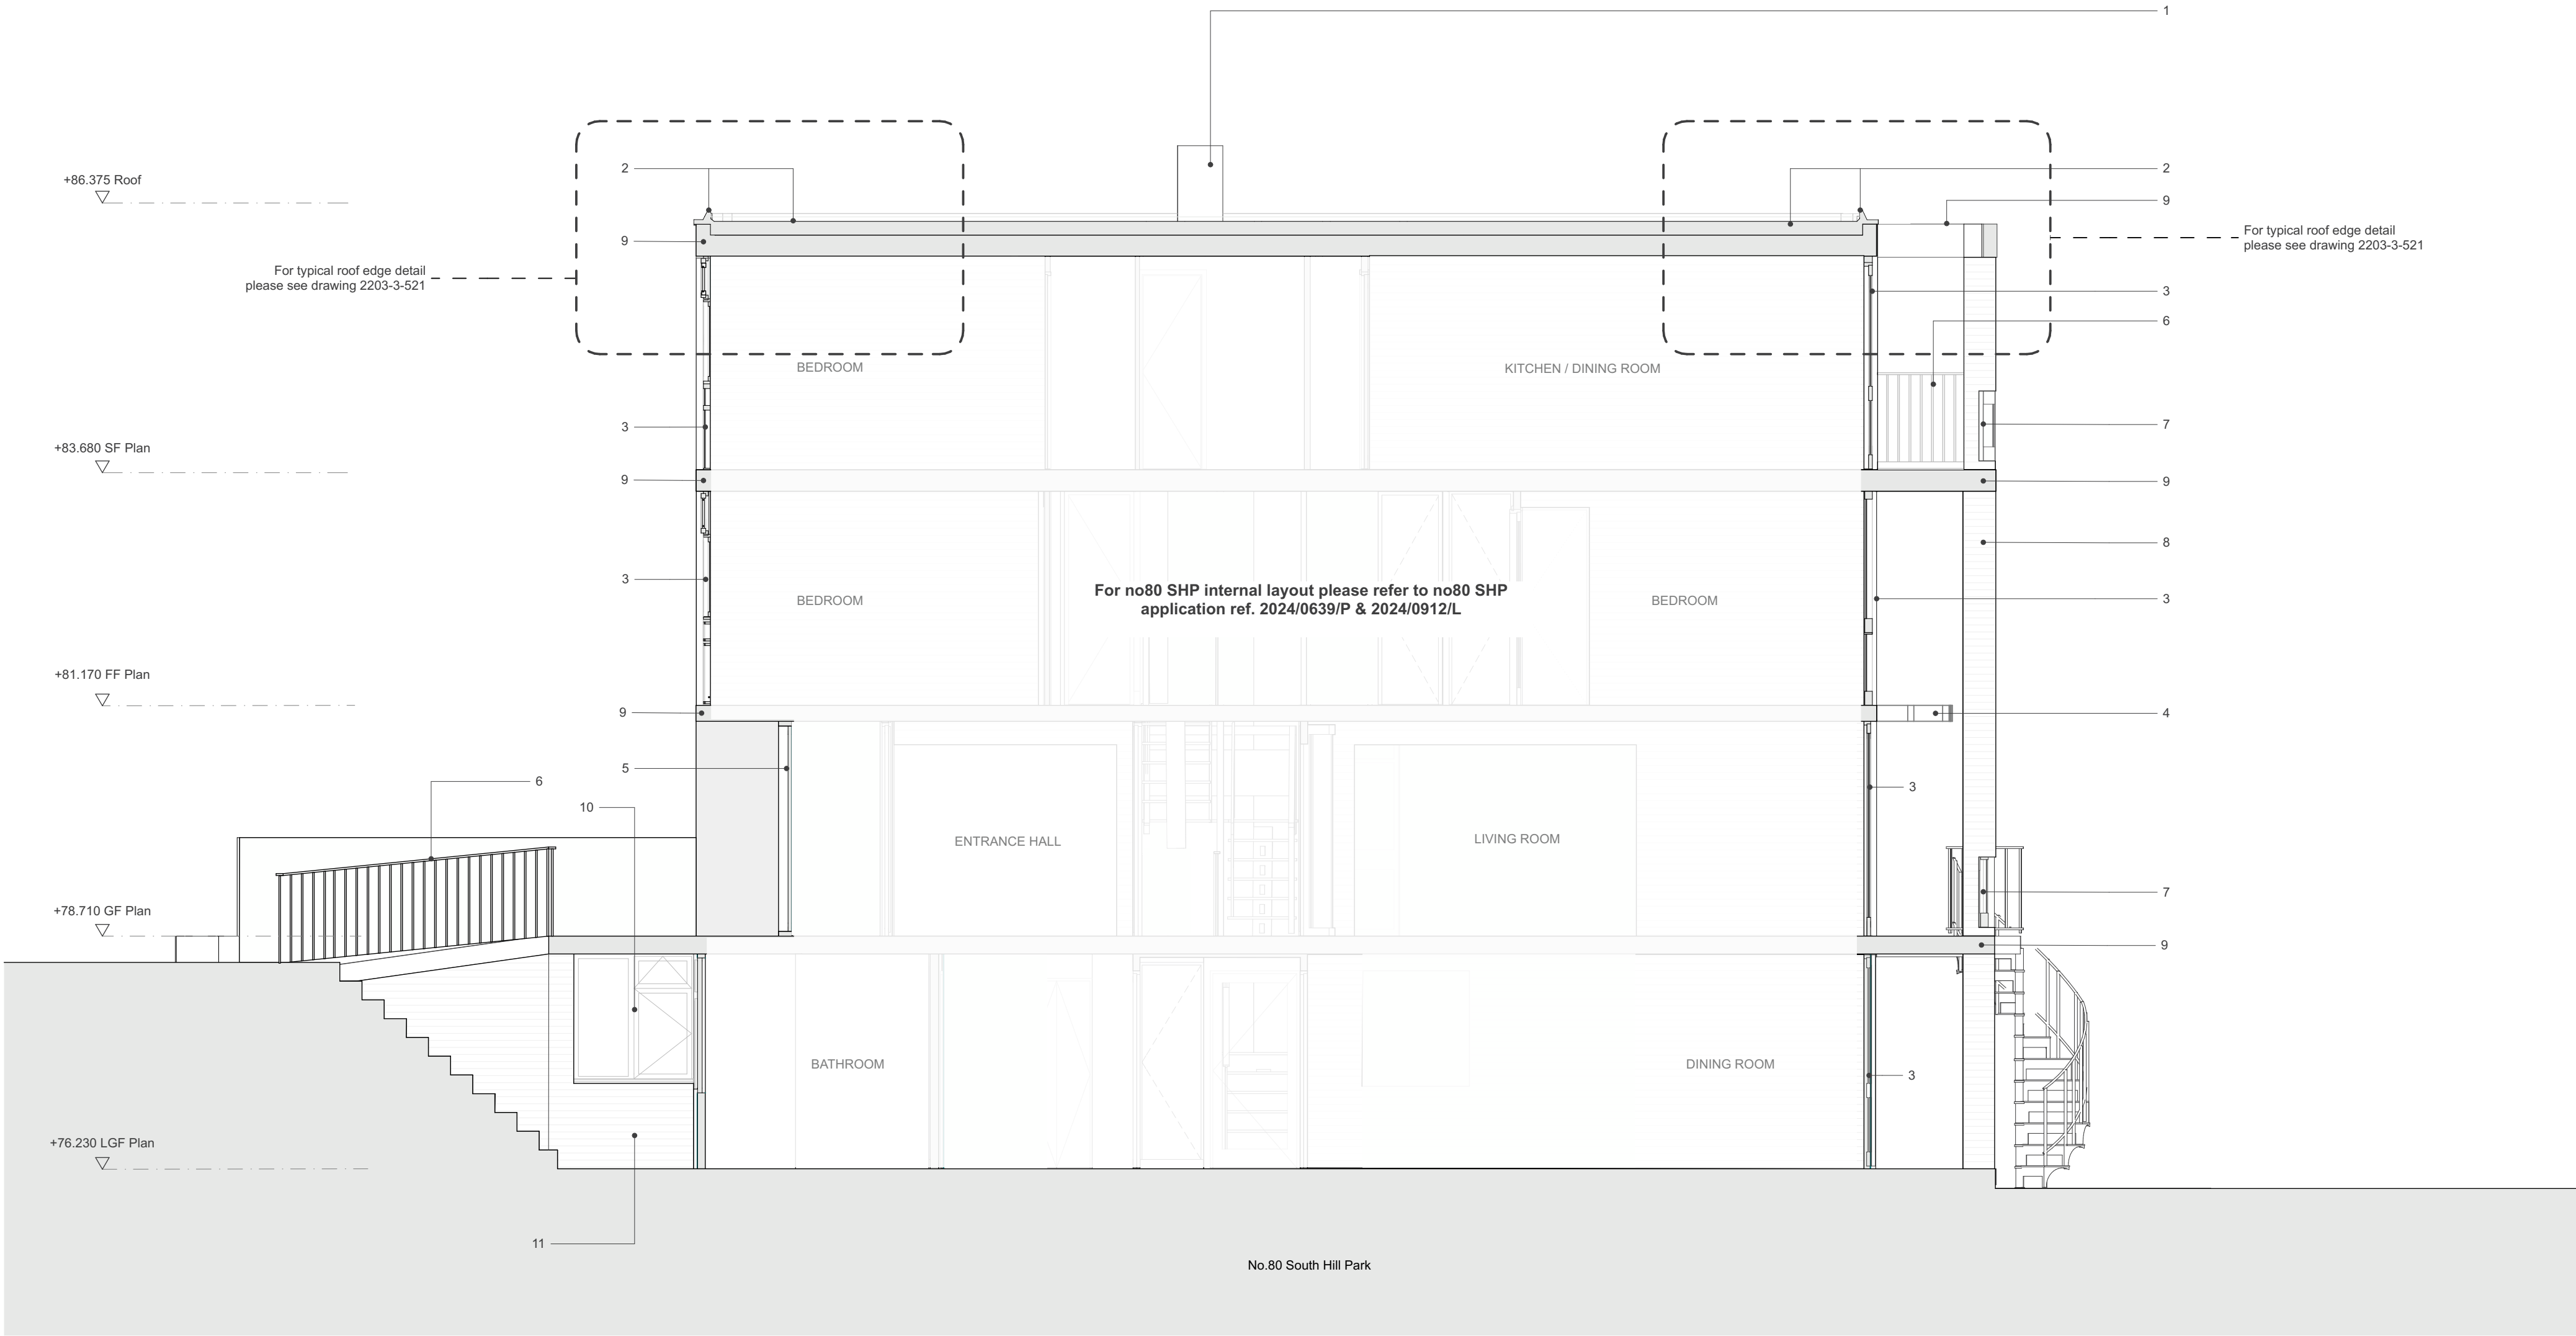 1
2
2
+86.375 Roof
9
For typical roof edge detail
please see drawing 2203-3-521
9
For typical roof edge detail
please see drawing 2203-3-521
3
6
BEDROOM
KITCHEN / DINING ROOM
3
7
+83.680 SF Plan
9
9
8
3
For no80 SHP internal layout please refer to no80 SHP
application ref. 2024/0639/P & 2024/0912/L
BEDROOM
BEDROOM
3
+81.170 FF Plan
9
4
5
6
10
3
ENTRANCE HALL
LIVING ROOM
7
+78.710 GF Plan
9
BATHROOM
DINING ROOM
3
+76.230 LGF Plan
11
No.80 South Hill Park